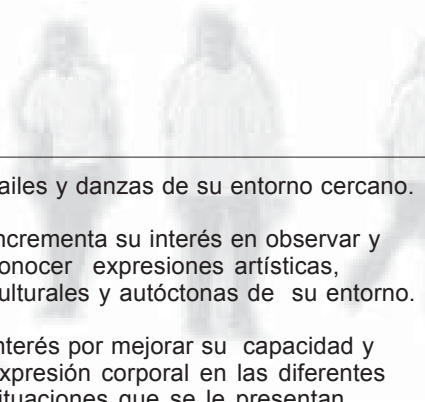 ailes y danzas de su entorno cercano.
ncrementa su interés en observar y
onocer expresiones artísticas,
ulturales y autóctonas de su entorno.
nterés por mejorar su capacidad y
xpresión corporal en las diferentes
ituaciones que se le presentan